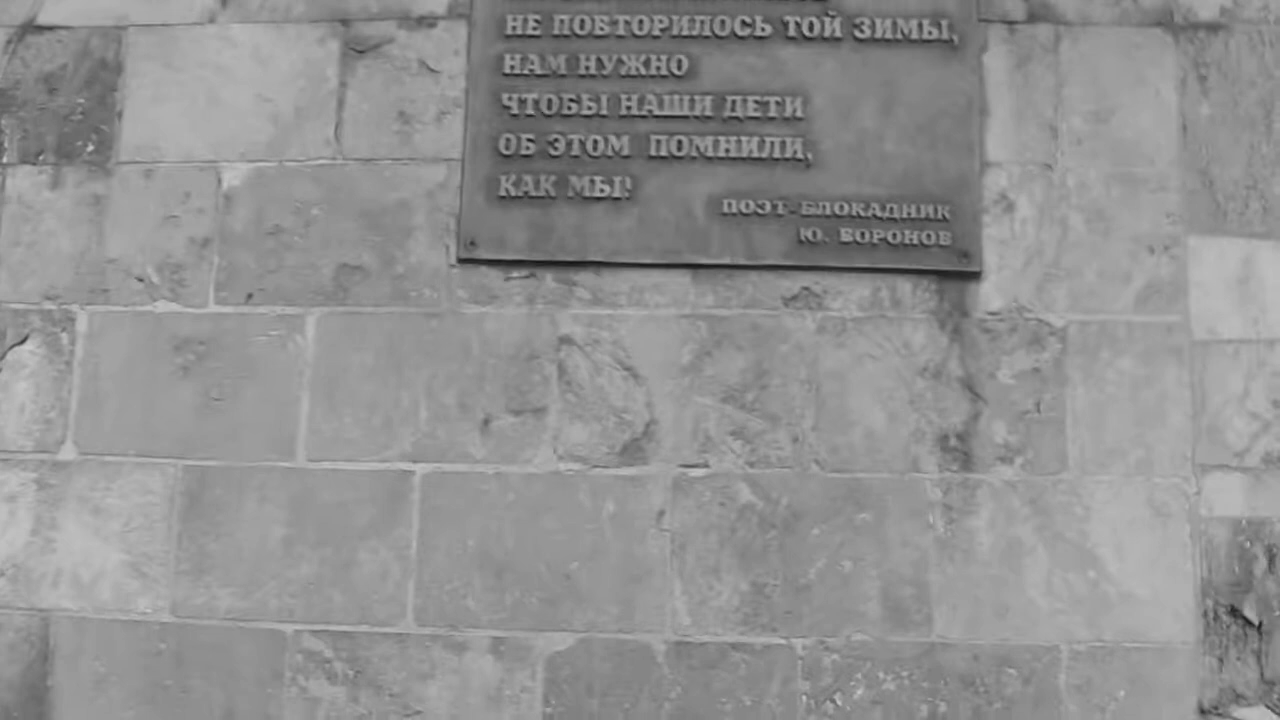 НЕ ПОВТОРИЛОСЬ ТОЙ ЗИМЫ,
НАМ НУЖНО
ЧТОБЫ НАШИ ДЕТИ
ОБ ЭТОМ ПОМНИЛИ,
КАК МЫ!
ПОЭТ-БЛОКАДНИК
Ю. ВОРОНОВ